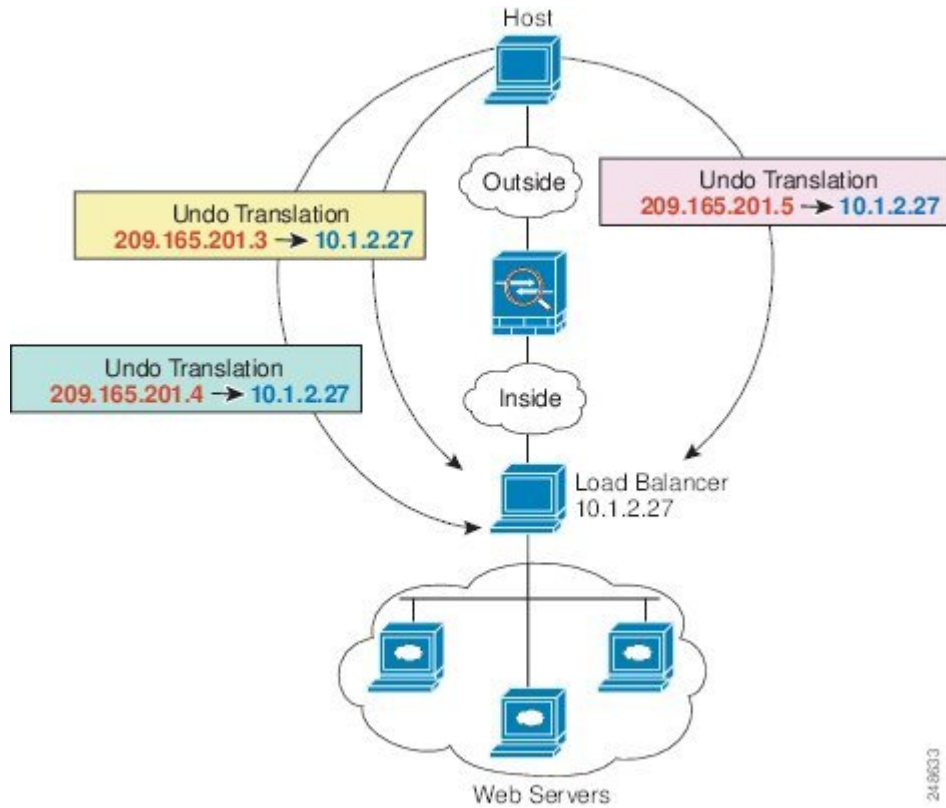 Host
Outside
Undo Translation
209.165.201.5 → 10.1.2.27
Undo Translation
209.165.201.3 → 10.1.2.27
Undo Translation
209.165.201.4 → 10.1.2.27
Inside
Load Balancer
10.1.2.27
Web Servers
248633